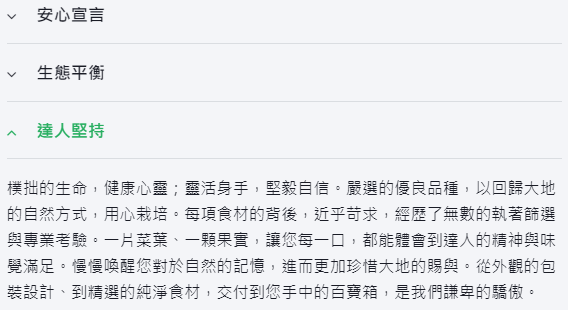 安心宣言
生態平衡
達人堅持
樸拙的生命，健康心靈；靈活身手，堅毅自信。嚴選的優良品種，以回歸大地
的自然方式，用心栽培。每項食材的背後，近乎苛求，經歷了無數的執著篩選
與專業考驗。一片菜葉、一顆果實，讓您每一口，都能體會到達人的精神與味
覺滿足。慢慢喚醒您對於自然的記憶，進而更加珍惜大地的賜與。從外觀的包
裝設計、到精選的純淨食材，交付到您手中的百寶箱，是我們謙卑的驕傲。